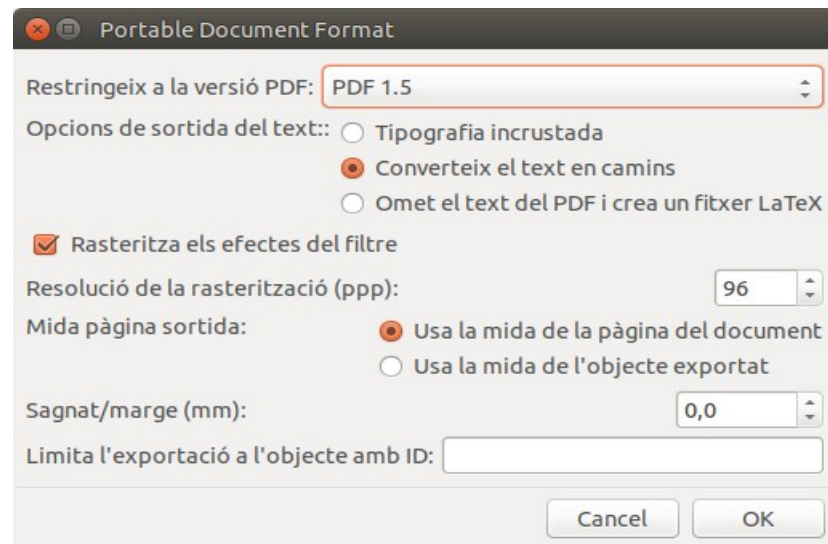 Portable Document Format
Restringeix a la versió PDF: PDF 1.5
Opcions de sortida del text:: Tipografia incrustada
Converteix el text en camins
Omet el text del PDF i crea un fitxer LaTeX
Rasteritza els efectes del filtre
Resolució de la rasterització (ppp): 96
Mida pàgina sortida: Usa la mida de la pàgina del document
Usa la mida de l'objecte exportat
Sagnat/marge (mm): 0,0
Limita l'exportació a l'objecte amb ID:
Cancel OK